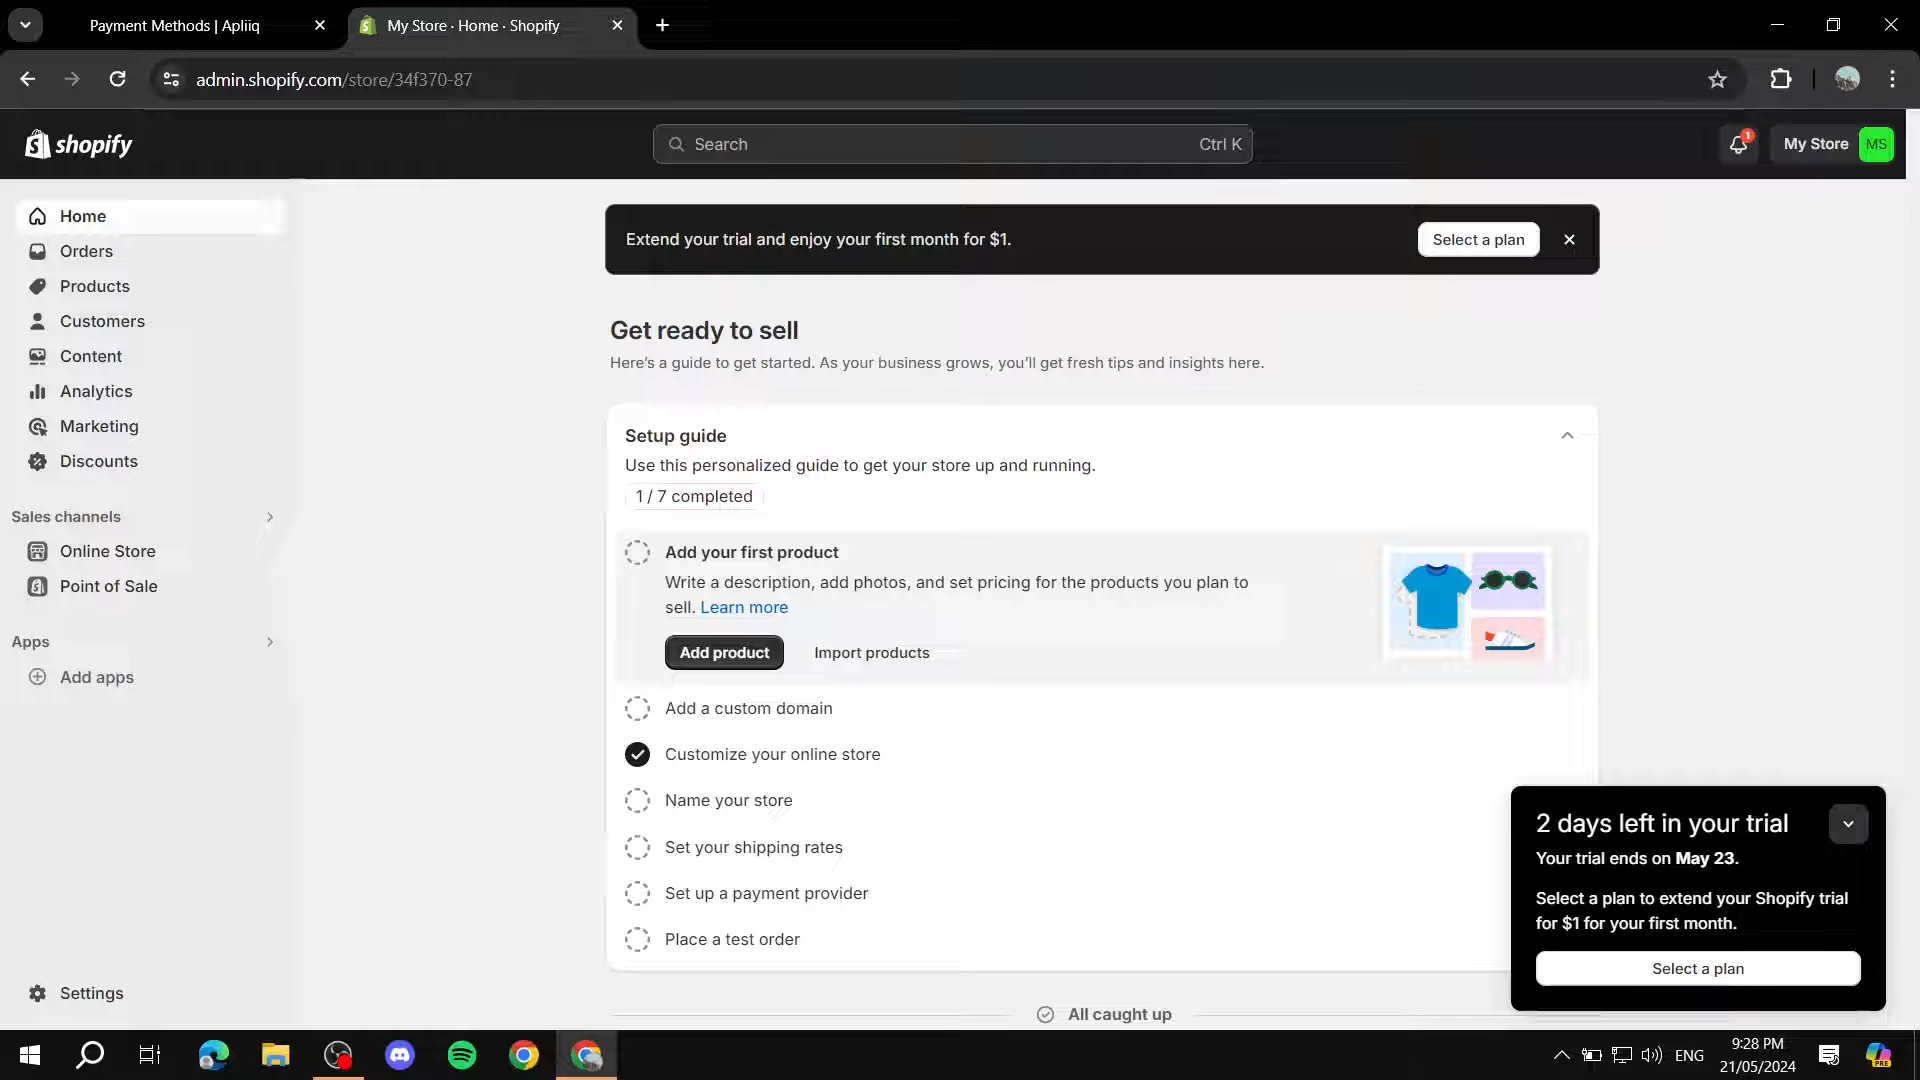 Payment Methods | Apliiq
My Store · Home · Shopify
admin.shopify.com/store/34f370-87
shopify
Search
Ctrl K
1
My Store
MS
Home
Orders
Products
Customers
Content
Analytics
Marketing
Discounts
Sales channels
Online Store
Point of Sale
Apps
Add apps
Settings
Extend your trial and enjoy your first month for $1.
Select a plan
Get ready to sell
Here's a guide to get started. As your business grows, you'll get fresh tips and insights here.
Setup guide
Use this personalized guide to get your store up and running.
1 / 7 completed
Add your first product
Write a description, add photos, and set pricing for the products you plan to
sell. Learn more
Add product
Import products
Add a custom domain
Customize your online store
Name your store
Set your shipping rates
Set up a payment provider
Place a test order
All caught up
2 days left in your trial
Your trial ends on May 23.
Select a plan to extend your Shopify trial
for $1 for your first month.
Select a plan
ENG
9:28 PM
21/05/2024
PRE